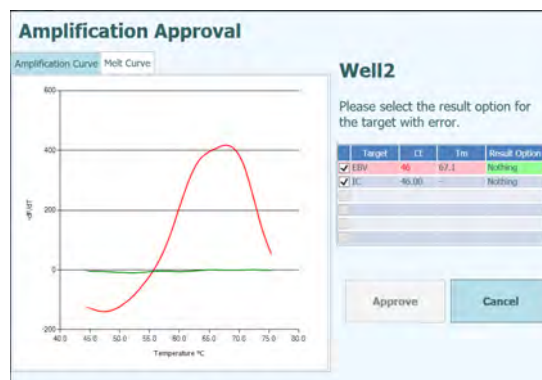 Amplification Approval
Amplification Curve Melt Curve
Well2
Please select the result option for
the target with error.
Target Ct Tm Result Option
EBV 46 67.1 Nothing
IC -46.00 - Nothing
600
400
200
0
-200
-dF/dT
40.0 45.0 50.0 55.0 60.0 65.0 70.0 75.0 80.0
Temperature ºC
Approve Cancel